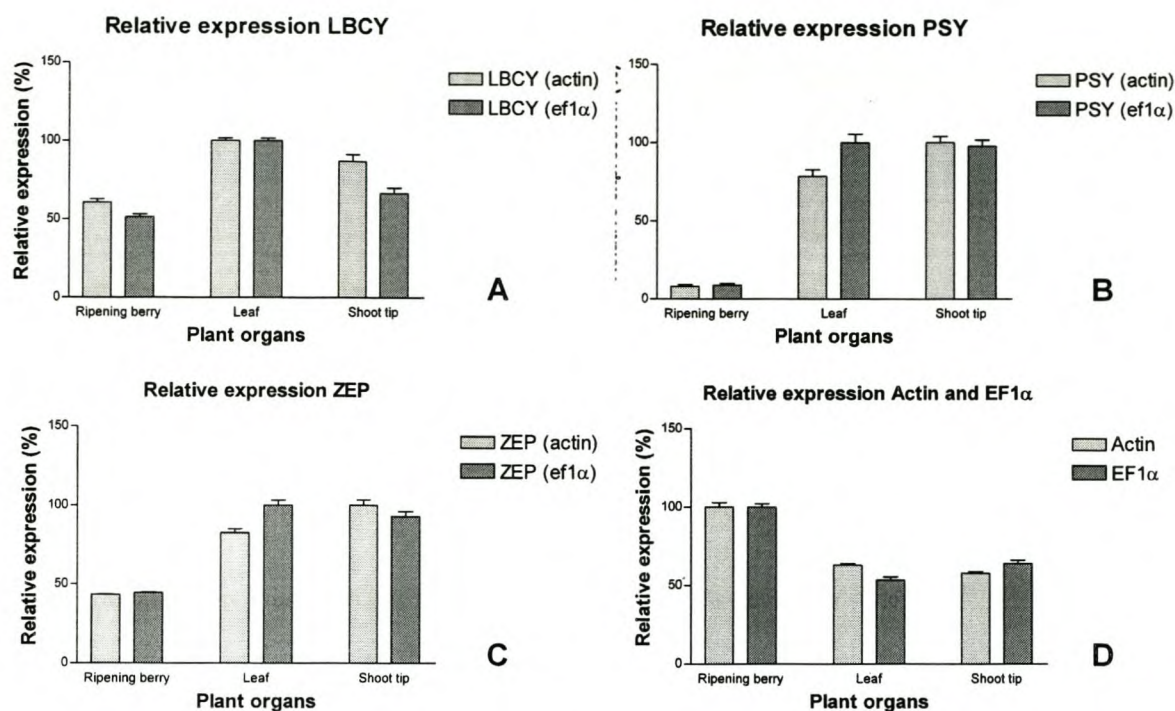 Relative expression LBCY
Relative expression (%)
150
100
50
0
Ripening berry Leaf Shoot tip
Plant organs
LBCY (actin)
LBCY (ef1α)
A
Relative expression PSY
150
100
50
0
Ripening berry Leaf Shoot tip
Plant organs
PSY (actin)
PSY (ef1α)
B
Relative expression ZEP
Relative expression (%)
150
100
50
0
Ripening berry Leaf Shoot tip
Plant organs
ZEP (actin)
ZEP (ef1α)
C
Relative expression Actin and EF1α
Relative expression (%)
150
100
50
0
Ripening berry Leaf Shoot tip
Plant organs
Actin
EF1α
D